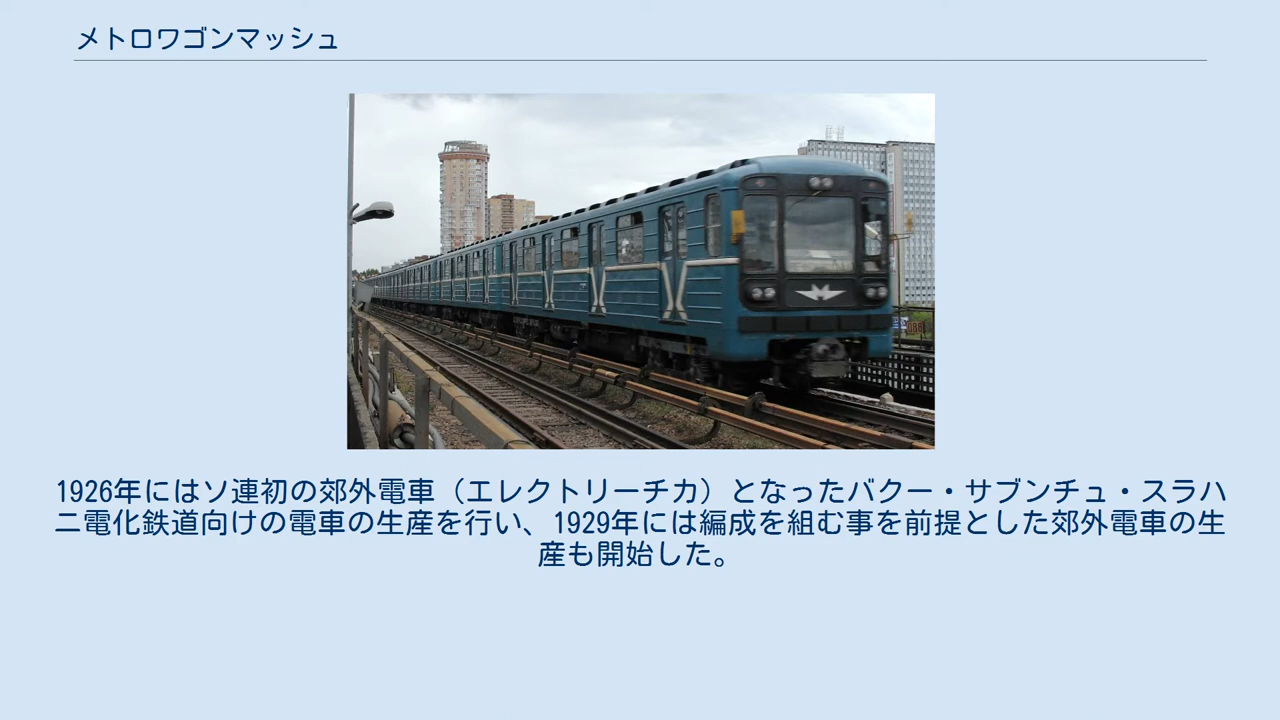 メトロワゴンマッシュ
1926年にはソ連初の郊外電車（エレクトリーチカ）となったバクー・サブンチュ・スラハ
ニ電化鉄道向けの電車の生産を行い、1929年には編成を組む事を前提とした郊外電車の生
産も開始した。